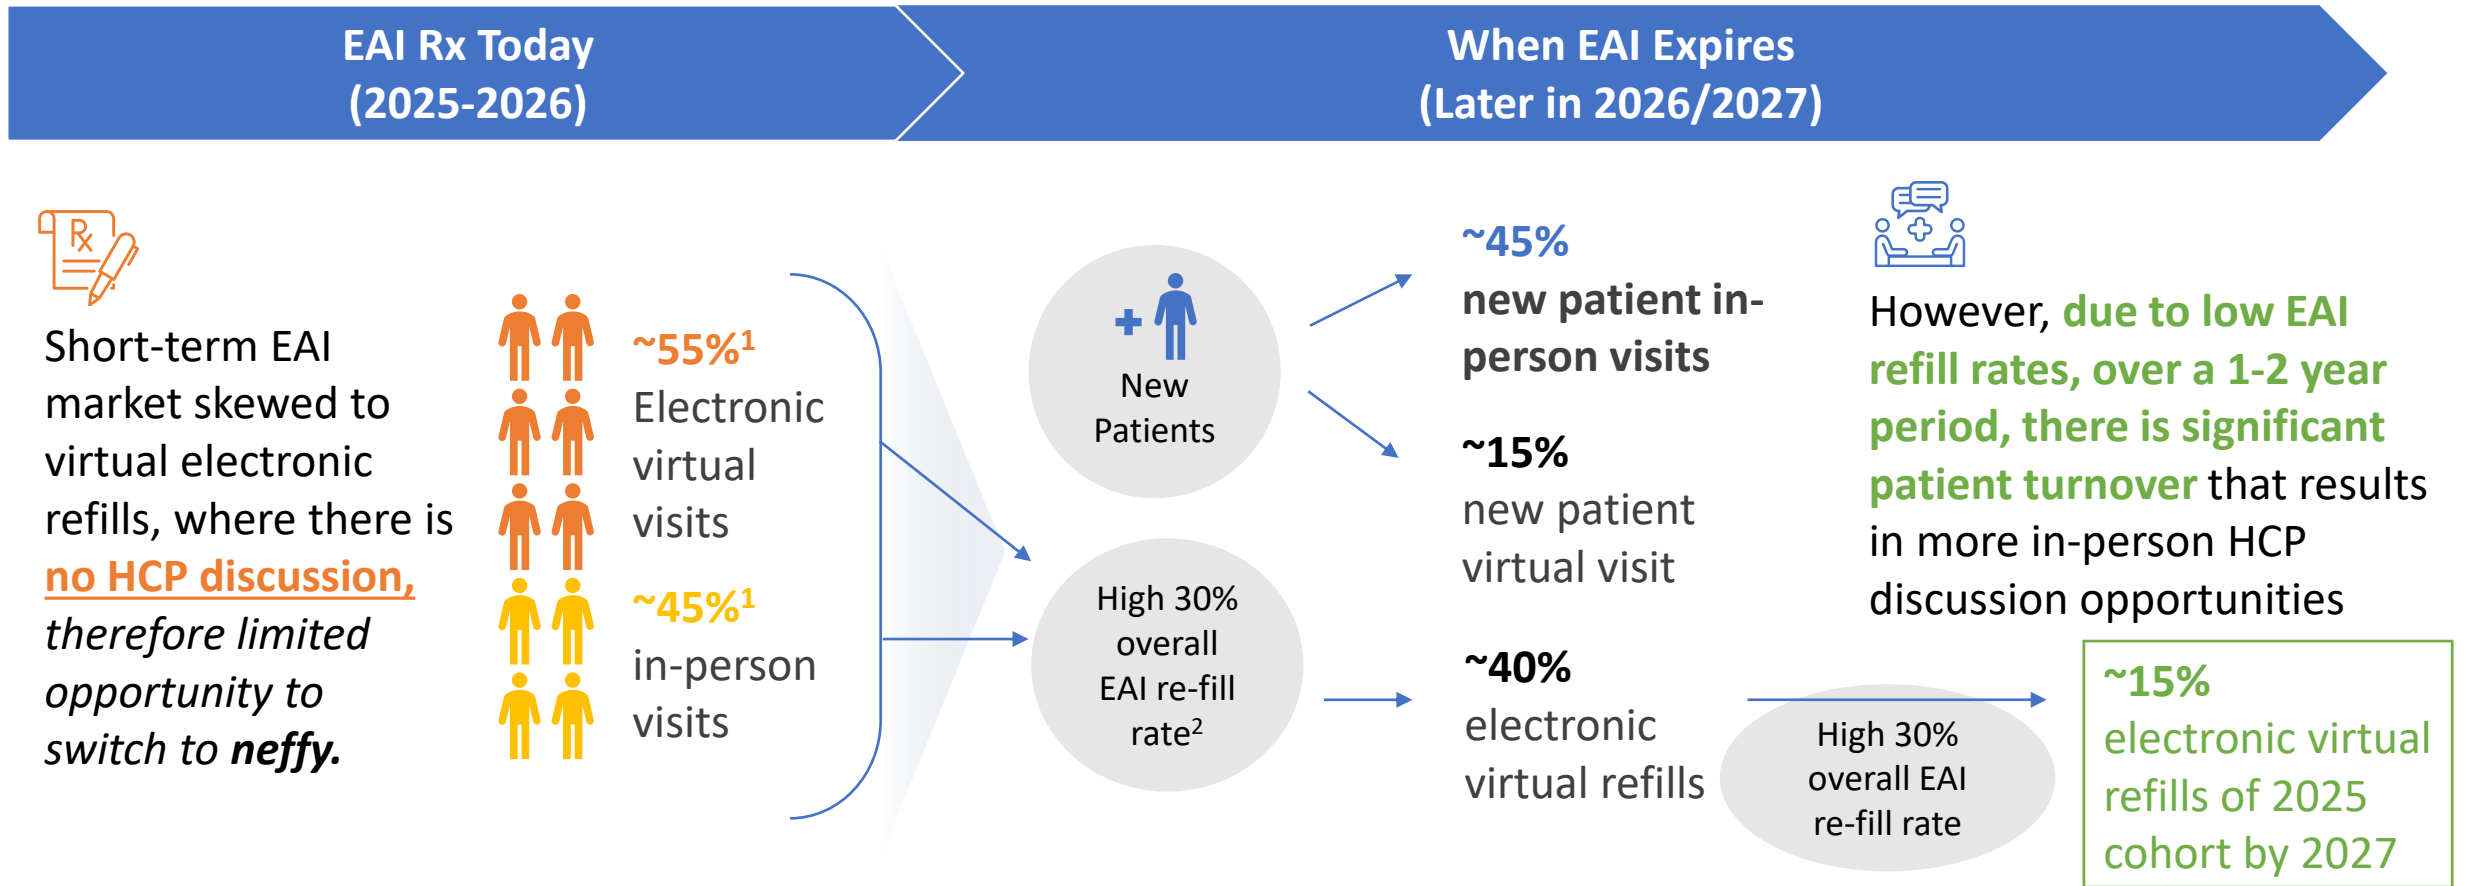 EAI Rx Today
(2025-2026)
When EAI Expires
(Later in 2026/2027)
Rx
Short-term EAI
market skewed to
virtual electronic
refills, where there is
no HCP discussion,
therefore limited
opportunity to
switch to neffy.
~55%1
Electronic
virtual
visits
~45%1
in-person
visits
+
New
Patients
High 30%
overall
EAI re-fill
rate2
~45%
new patient in-
person visits
~15%
new patient
virtual visit
~40%
electronic
virtual refills
However, due to low EAI
refill rates, over a 1-2 year
period, there is significant
patient turnover that results
in more in-person HCP
discussion opportunities
High 30%
overall EAI
re-fill rate
~15%
electronic virtual
refills of 2025
cohort by 2027